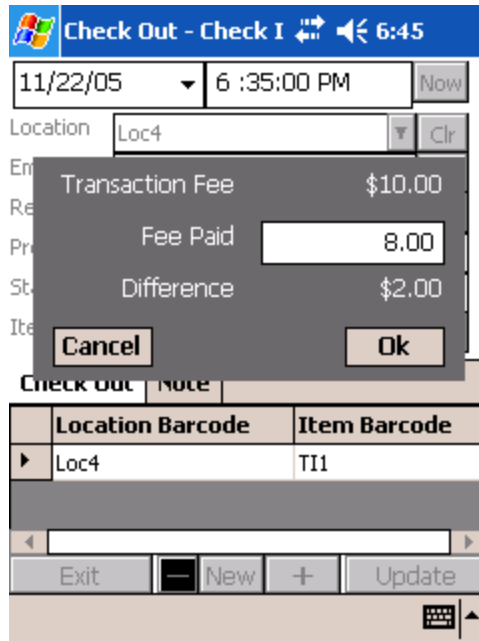 Check Out - Check I 6:45
11/22/05 6 :35:00 PM Now
Location Loc4 Clr
Transaction Fee $10.00
Fee Paid 8.00
Difference $2.00
Cancel Ok
Check Out Note
Location Barcode Item Barcode
Loc4 TI1
Exit New + Update